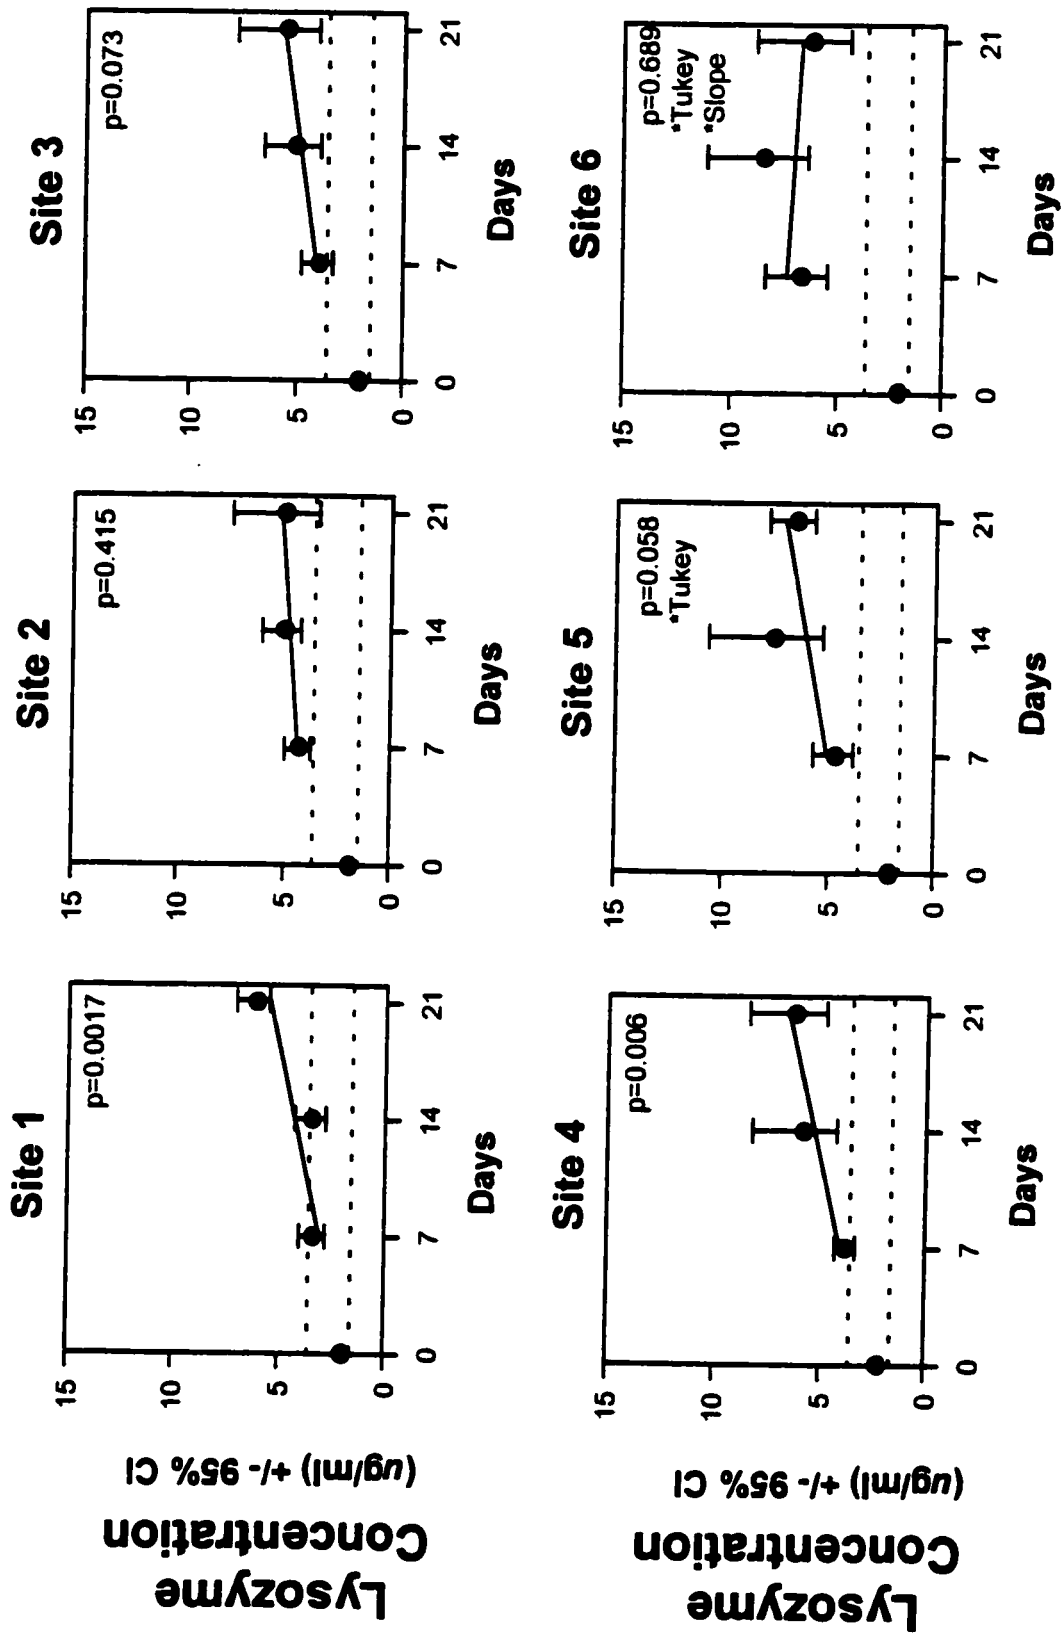 Lysozyme
Concentration
(ug/ml) +/- 95% CI
Site 1
p=0.0017
15
10
5
0
0
7
14
21
Days
Site 2
p=0.415
15
10
5
0
0
7
14
21
Days
Site 3
p=0.073
15
10
5
0
0
7
14
21
Days
Lysozyme
Concentration
(ug/ml) +/- 95% CI
Site 4
p=0.006
15
10
5
0
0
7
14
21
Days
Site 5
p=0.058
*Tukey
15
10
5
0
0
7
14
21
Days
Site 6
p=0.689
*Tukey
*Slope
15
10
5
0
0
7
14
21
Days